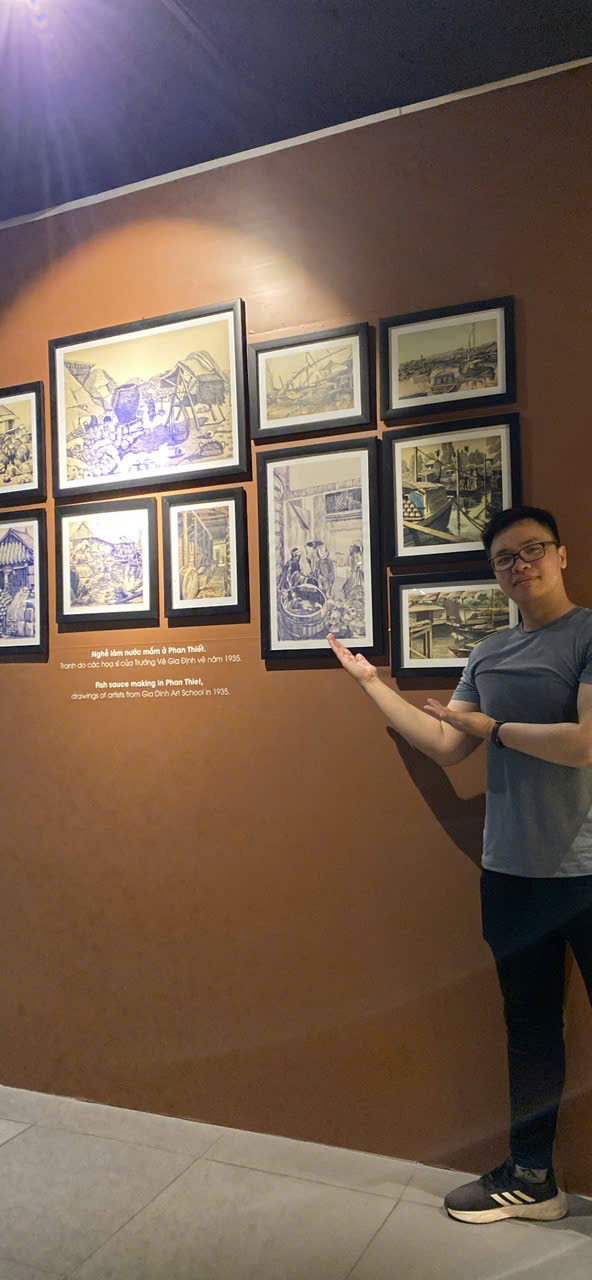 Nghề làm nước mắm ở Phan Thiết.
Tranh do các họa sĩ của Trường Vẽ Gia Định vẽ năm 1935.
Fish sauce making in Phan Thiet,
drawings of artists from Gia Dinh Art School in 1935.